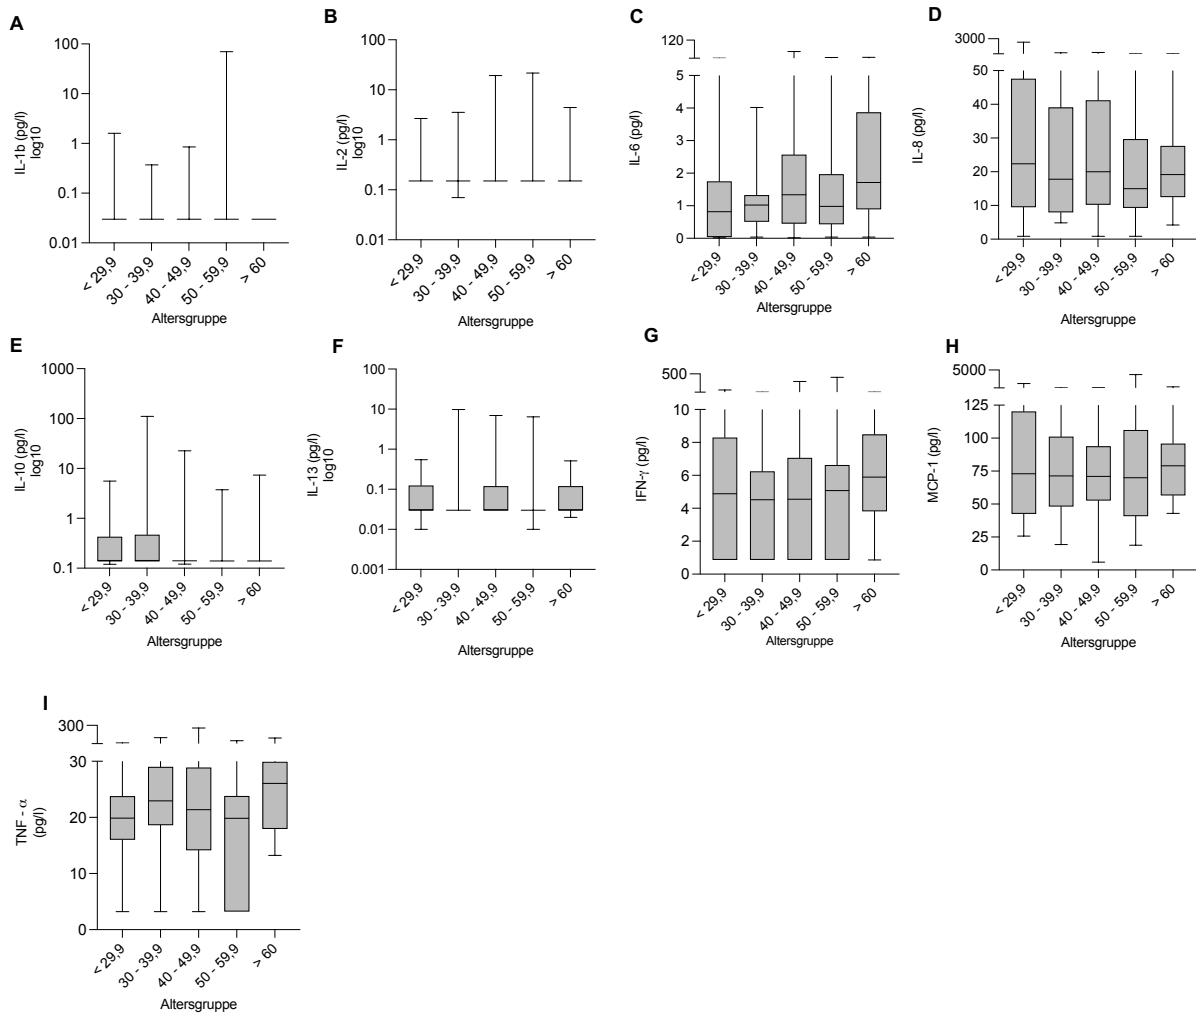 A
IL-1b (pg/l)
log10
100
10
1
0.1
0.01
< 29,9
30 - 39,9
40 - 49,9
50 - 59,9
> 60
Altersgruppe
B
IL-2 (pg/l)
log10
100
10
1
0.1
0.01
< 29,9
30 - 39,9
40 - 49,9
50 - 59,9
> 60
Altersgruppe
C
IL-6 (pg/l)
120
5
4
3
2
1
0
< 29,9
30 - 39,9
40 - 49,9
50 - 59,9
> 60
Altersgruppe
D
IL-8 (pg/l)
3000
50
40
30
20
10
0
< 29,9
30 - 39,9
40 - 49,9
50 - 59,9
> 60
Altersgruppe
E
IL-10 (pg/l)
log10
1000
100
10
1
0.1
< 29,9
30 - 39,9
40 - 49,9
50 - 59,9
> 60
Altersgruppe
F
IL-13 (pg/l)
log10
100
10
1
0.1
0.01
0.001
< 29,9
30 - 39,9
40 - 49,9
50 - 59,9
> 60
Altersgruppe
G
IFN-γ (pg/l)
500
10
8
6
4
2
0
< 29,9
30 - 39,9
40 - 49,9
50 - 59,9
> 60
Altersgruppe
H
MCP-1 (pg/l)
5000
125
100
75
50
25
0
< 29,9
30 - 39,9
40 - 49,9
50 - 59,9
> 60
Altersgruppe
I
TNF - α
(pg/l)
300
30
20
10
0
< 29,9
30 - 39,9
40 - 49,9
50 - 59,9
> 60
Altersgruppe